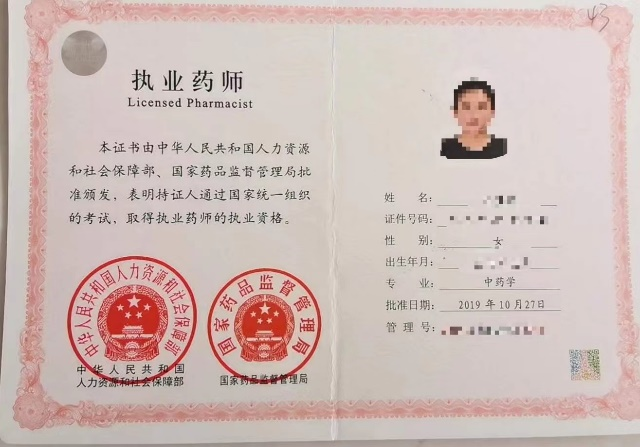 43
执业药师
Licensed Pharmacist
本证书由中华人民共和国人力资源
和社会保障部、国家药品监督管理局批
准颁发，表明持证人通过国家统一组织
的考试，取得执业药师的执业资格。
中华人民共和国人力资源和社会保障部
国家药品监督管理局
中华人民共和国
人力资源和社会保障部
国家药品监督管理局
姓 名：
证件号码：
性 别： 女
出生年月：
专 业： 中药学
批准日期： 2019 年 10 月 27日
管 理 号：